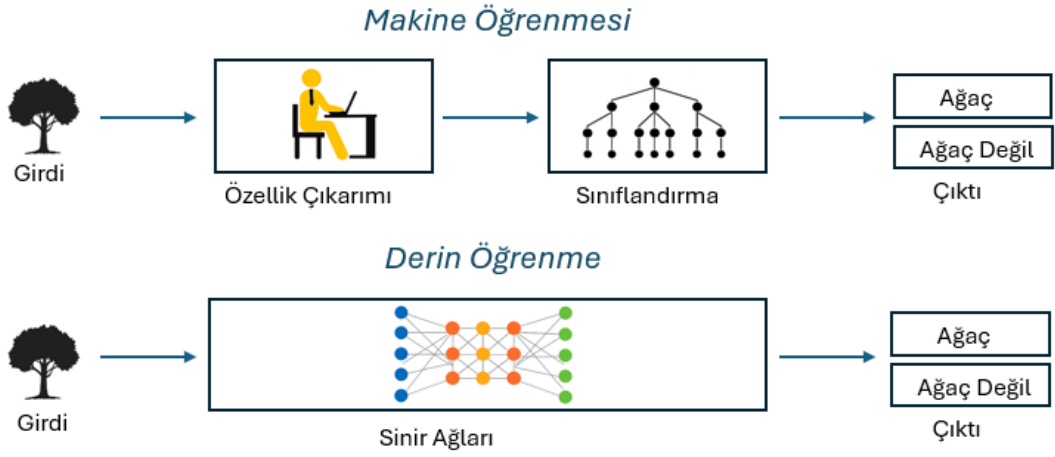 Makine Öğrenmesi
Ağaç
Ağaç Değil
Girdi
Özellik Çıkarımı
Sınıflandırma
Çıktı
Derin Öğrenme
Ağaç
Ağaç Değil
Girdi
Sinir Ağları
Çıktı